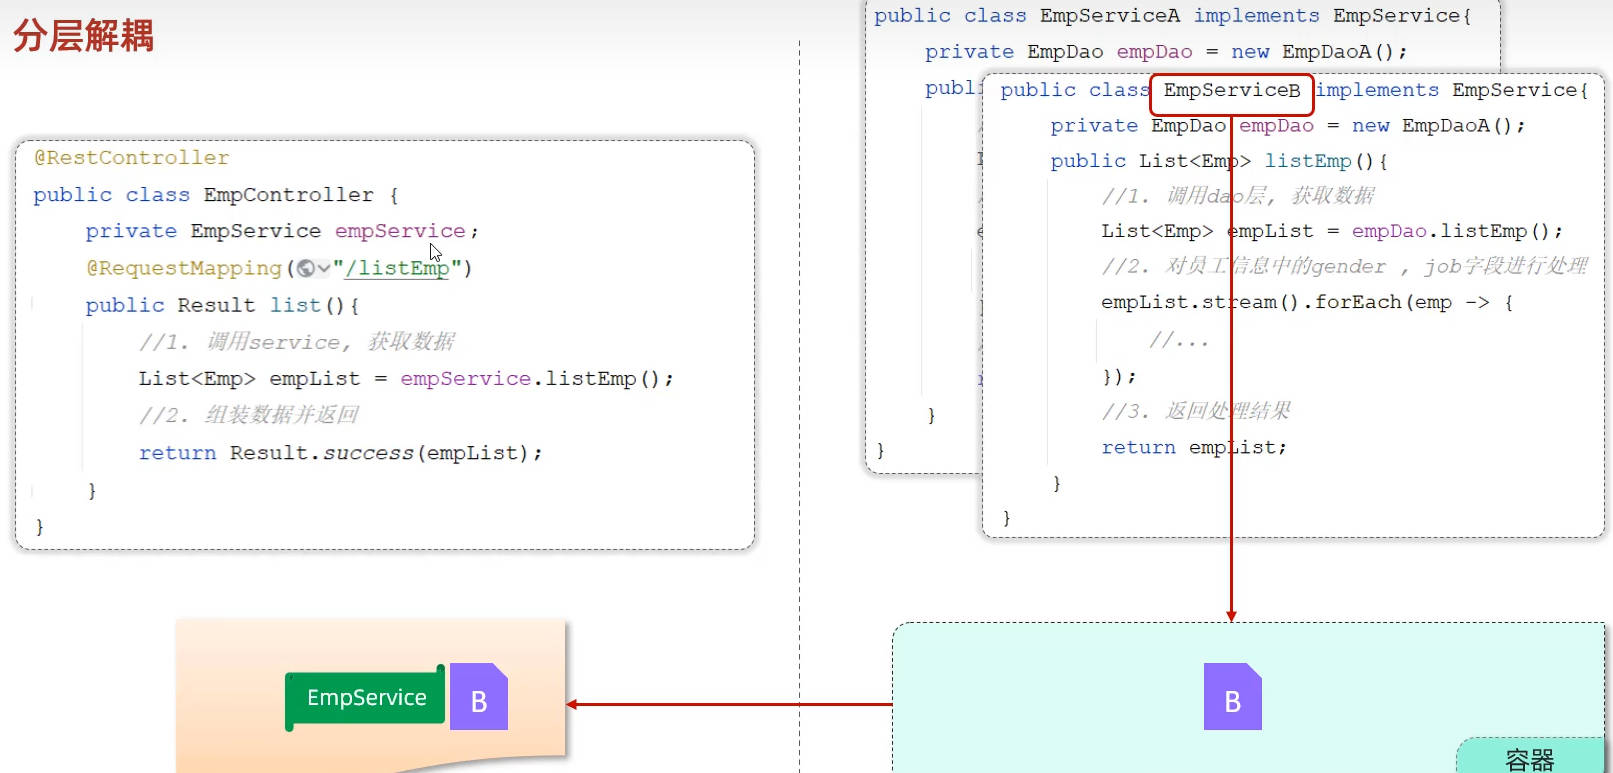 分层解耦
@RestController
public class EmpController {
private EmpService empService;
@RequestMapping("/listEmp")
public Result list(){
//1. 调用service, 获取数据
List<Emp> empList = empService.listEmp();
//2. 组装数据并返回
return Result.success(empList);
}
}
public class EmpServiceA implements EmpService{
private EmpDao empDao = new EmpDaoA();
}
}
public class EmpServiceB implements EmpService{
private EmpDao empDao = new EmpDaoA();
public List<Emp> listEmp(){
//1. 调用dao层, 获取数据
List<Emp> empList = empDao.listEmp();
//2. 对员工信息中的gender , job字段进行处理
empList.stream().forEach(emp -> {
//...
});
//3. 返回处理结果
return empList;
}
}
EmpService B
B
容器